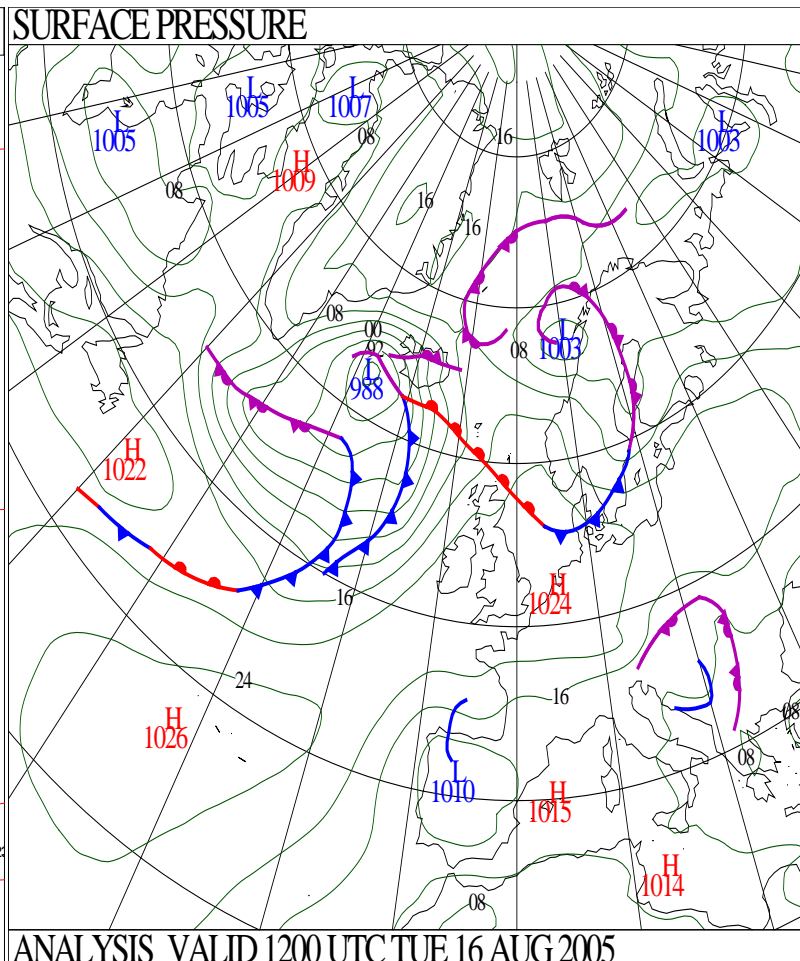 SURFACE PRESSURE
L
1005
L
1007
L
1005
L
1003
16
08
H
1009
08
16
16
08
00
92
L
1003
08
L
988
H
1022
H
1024
16
24
16
08
H
1026
08
L
1010
H
1015
H
1014
08
ANALYSIS VALID 1200 UTC TUE 16 AUG 2005